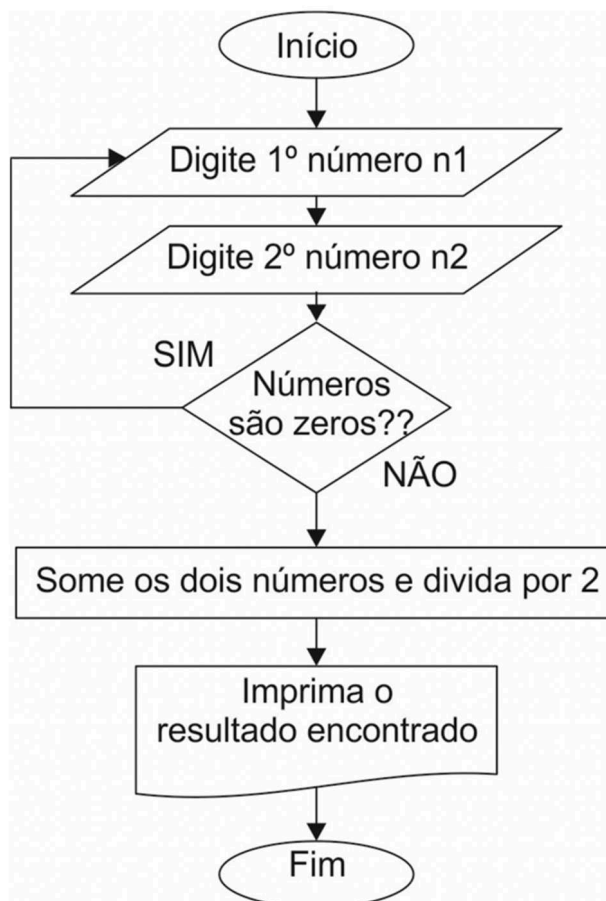 Início
Digite 1º número n1
Digite 2º número n2
SIM
Números
são zeros??
NÃO
Some os dois números e divida por 2
Imprima o
resultado encontrado
Fim